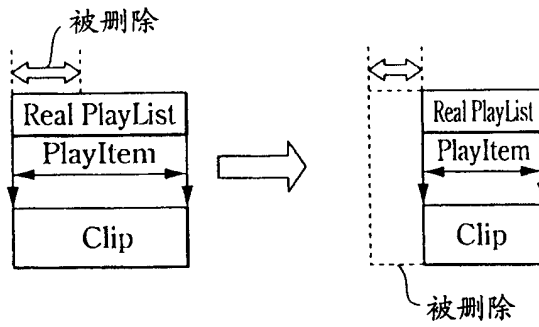 被删除
Real PlayList
PlayItem
Clip
Real PlayList
PlayItem
Clip
被删除